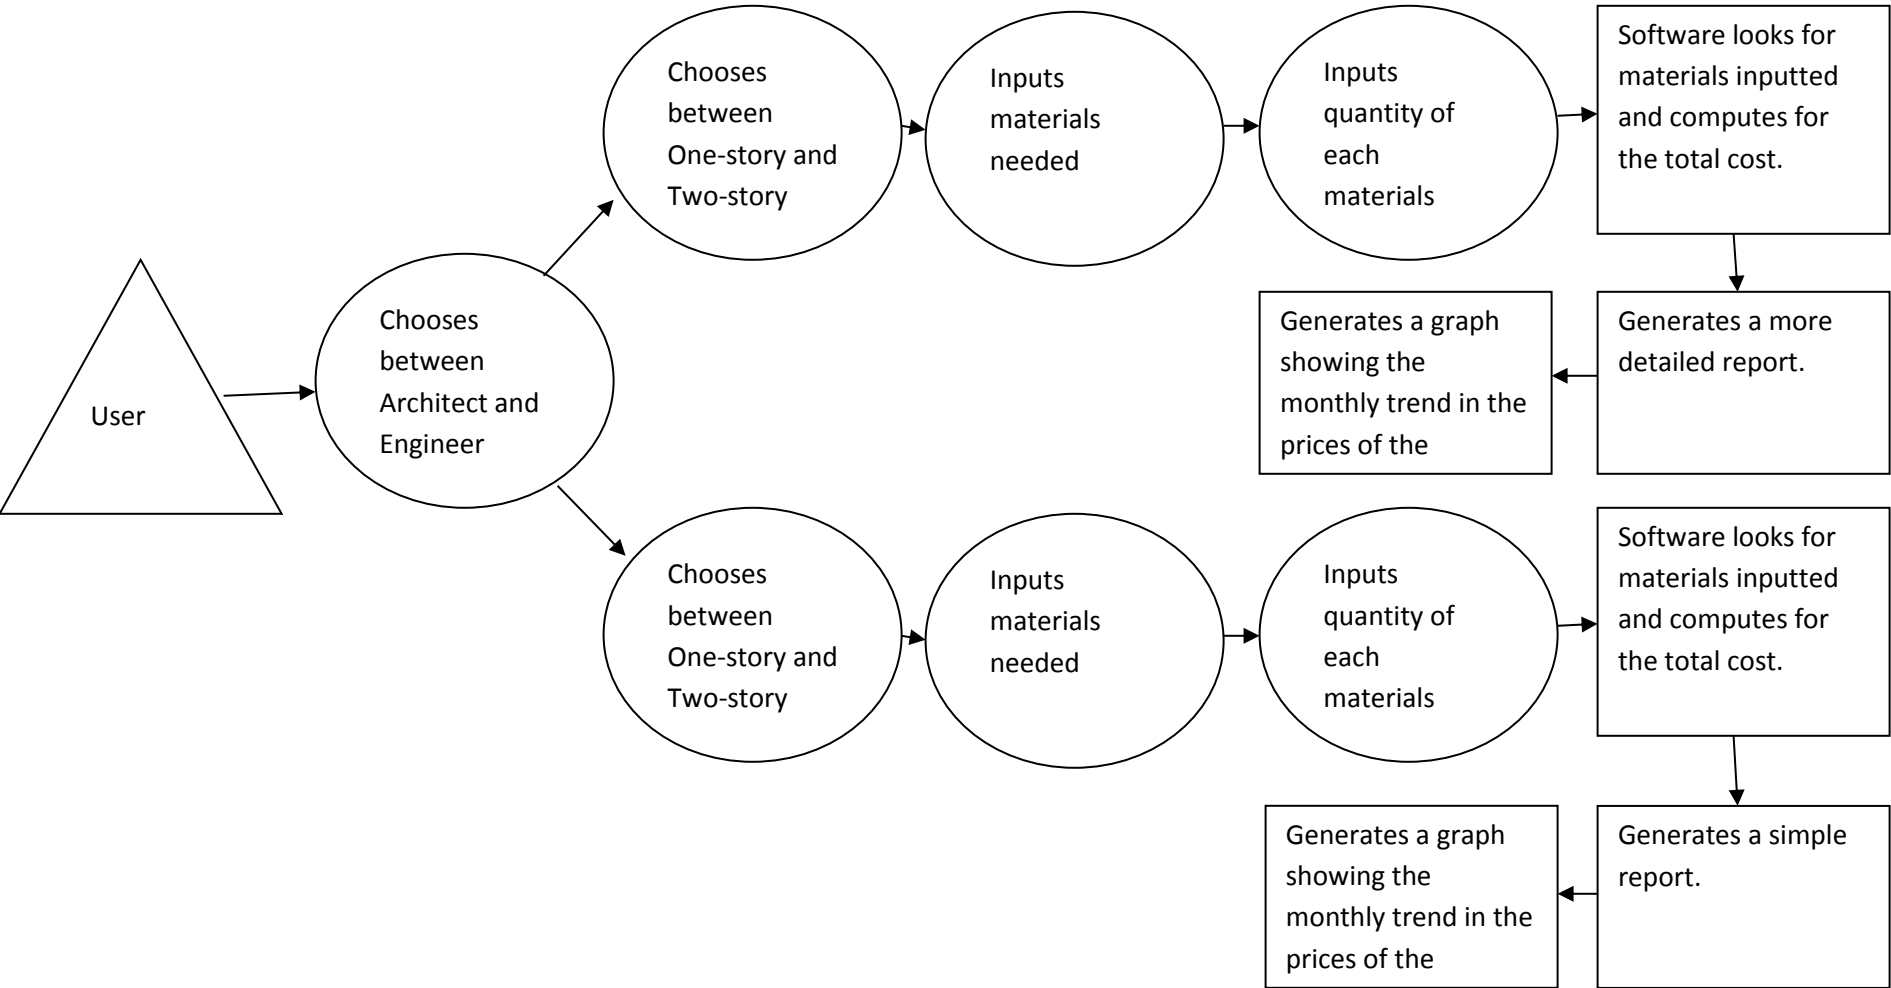 User
Chooses
between
Architect and
Engineer
Chooses
between
One-story and
Two-story
Inputs
materials
needed
Inputs
quantity of
each
materials
Software looks for
materials inputted
and computes for
the total cost.
Generates a more
detailed report.
Generates a graph
showing the
monthly trend in the
prices of the
Chooses
between
One-story and
Two-story
Inputs
materials
needed
Inputs
quantity of
each
materials
Software looks for
materials inputted
and computes for
the total cost.
Generates a simple
report.
Generates a graph
showing the
monthly trend in the
prices of the